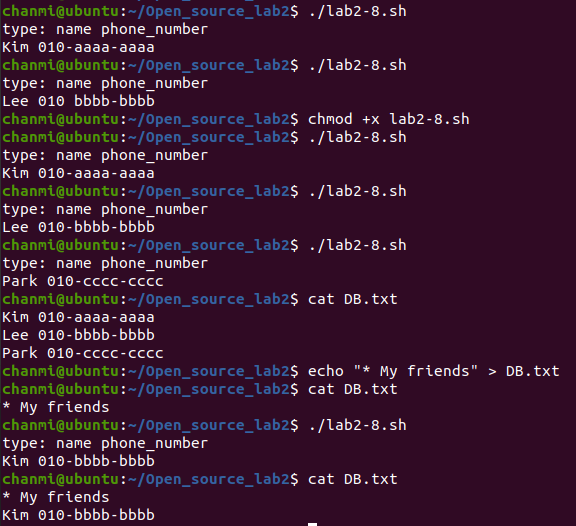 chanmi@ubuntu:~/Open_source_lab2$ ./lab2-8.sh
type: name phone_number
Kim 010-aaaa-aaaa
chanmi@ubuntu:~/Open_source_lab2$ ./lab2-8.sh
type: name phone_number
Lee 010 bbbb-bbbb
chanmi@ubuntu:~/Open_source_lab2$ chmod +x lab2-8.sh
chanmi@ubuntu:~/Open_source_lab2$ ./lab2-8.sh
type: name phone_number
Kim 010-aaaa-aaaa
chanmi@ubuntu:~/Open_source_lab2$ ./lab2-8.sh
type: name phone_number
Lee 010-bbbb-bbbb
chanmi@ubuntu:~/Open_source_lab2$ ./lab2-8.sh
type: name phone_number
Park 010-cccc-cccc
chanmi@ubuntu:~/Open_source_lab2$ cat DB.txt
Kim 010-aaaa-aaaa
Lee 010-bbbb-bbbb
Park 010-cccc-cccc
chanmi@ubuntu:~/Open_source_lab2$ echo "* My friends" > DB.txt
chanmi@ubuntu:~/Open_source_lab2$ cat DB.txt
* My friends
chanmi@ubuntu:~/Open_source_lab2$ ./lab2-8.sh
type: name phone_number
Kim 010-bbbb-bbbb
chanmi@ubuntu:~/Open_source_lab2$ cat DB.txt
* My friends
Kim 010-bbbb-bbbb